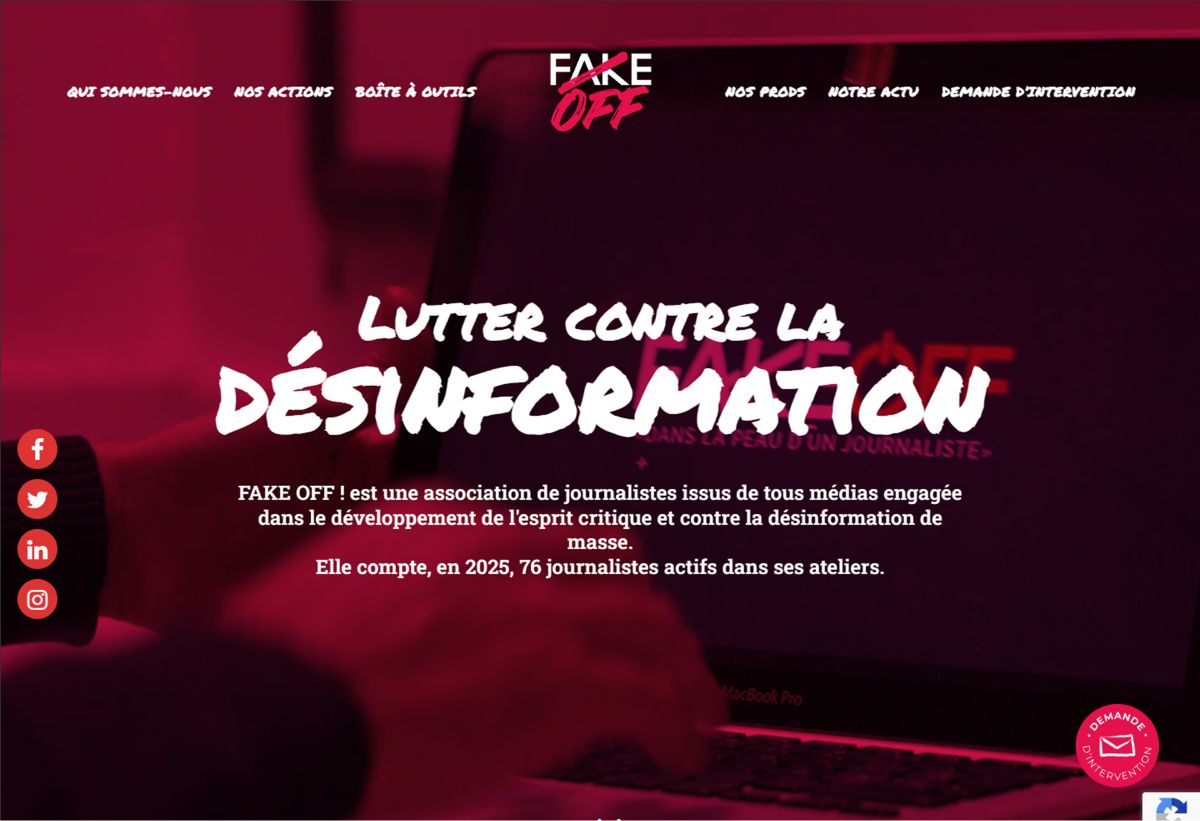 FAKE
OFF
QUI SOMMES-NOUS NOS ACTIONS BOÎTE À OUTILS NOS PRODS NOTRE ACTU DEMANDE D'INTERVENTION
LUTTER CONTRE LA
DÉSINFORMATION
FAKEOFF
«DANS LA PEAU D'UN JOURNALISTE»
FAKE OFF ! est une association de journalistes issus de tous médias engagée
dans le développement de l'esprit critique et contre la désinformation de
masse.
Elle compte, en 2025, 76 journalistes actifs dans ses ateliers.
MacBook Pro
• DEMANDE •
D'INTERVENTION